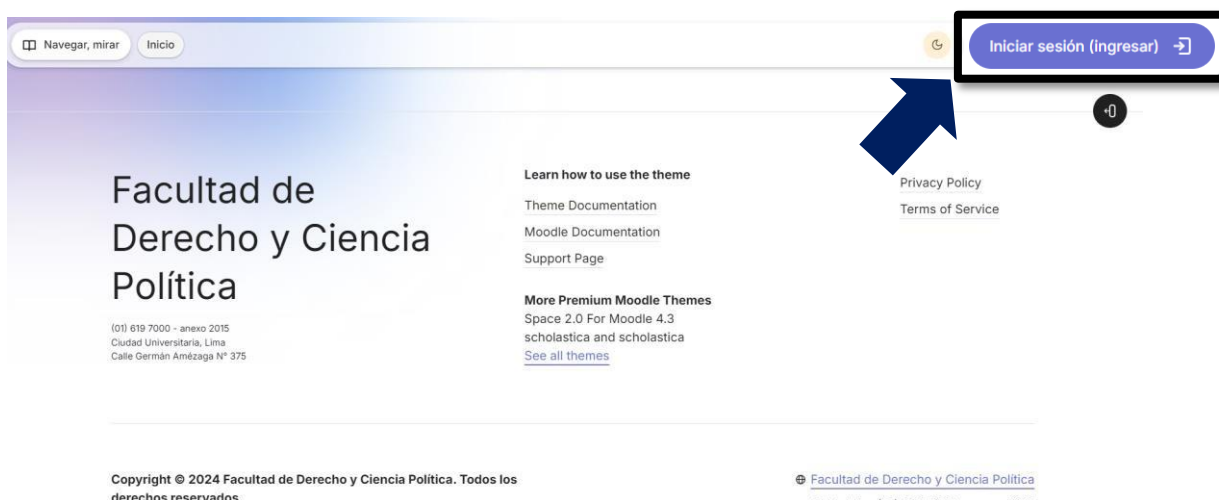 Navegar, mirar
Inicio
Iniciar sesión (ingresar)
Facultad de
Derecho y Ciencia
Política
(01) 619 7000 - anexo 2015
Ciudad Universitaria, Lima
Calle Germán Amézaga N° 375
Learn how to use the theme
Theme Documentation
Moodle Documentation
Support Page
More Premium Moodle Themes
Space 2.0 For Moodle 4.3
scholastica and scholastica
See all themes
Privacy Policy
Terms of Service
Copyright © 2024 Facultad de Derecho y Ciencia Política. Todos los
derechos reservados
Facultad de Derecho y Ciencia Política